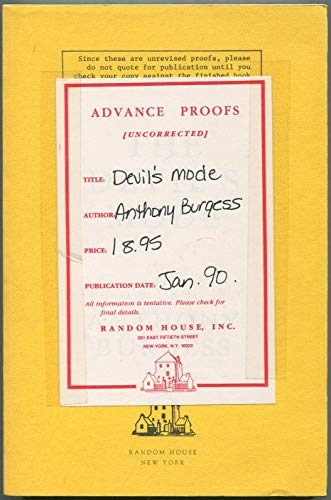 Since these are unrevised proofs, please
do not quote for publication until you
check your copy against the finished book
ADVANCE PROOFS
[UNCORRECTED]
TITLE: Devil's mode
AUTHOR: Anthony Burgess
PRICE: 18.95
PUBLICATION DATE: Jan. 90.
All information is tentative. Please check for
final details.
RANDOM HOUSE, INC.
201 EAST FIFTIETH STREET
NEW YORK, N.Y. 10022
RANDOM HOUSE
NEW YORK